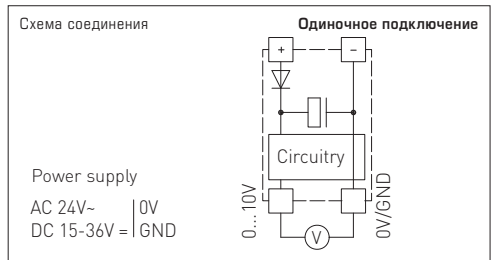 Схема соединения
Одиночное подключение
+ −
Circuitry
Power supply
AC 24V~ 0V
DC 15-36V = GND
0...10V
0V/GND
V